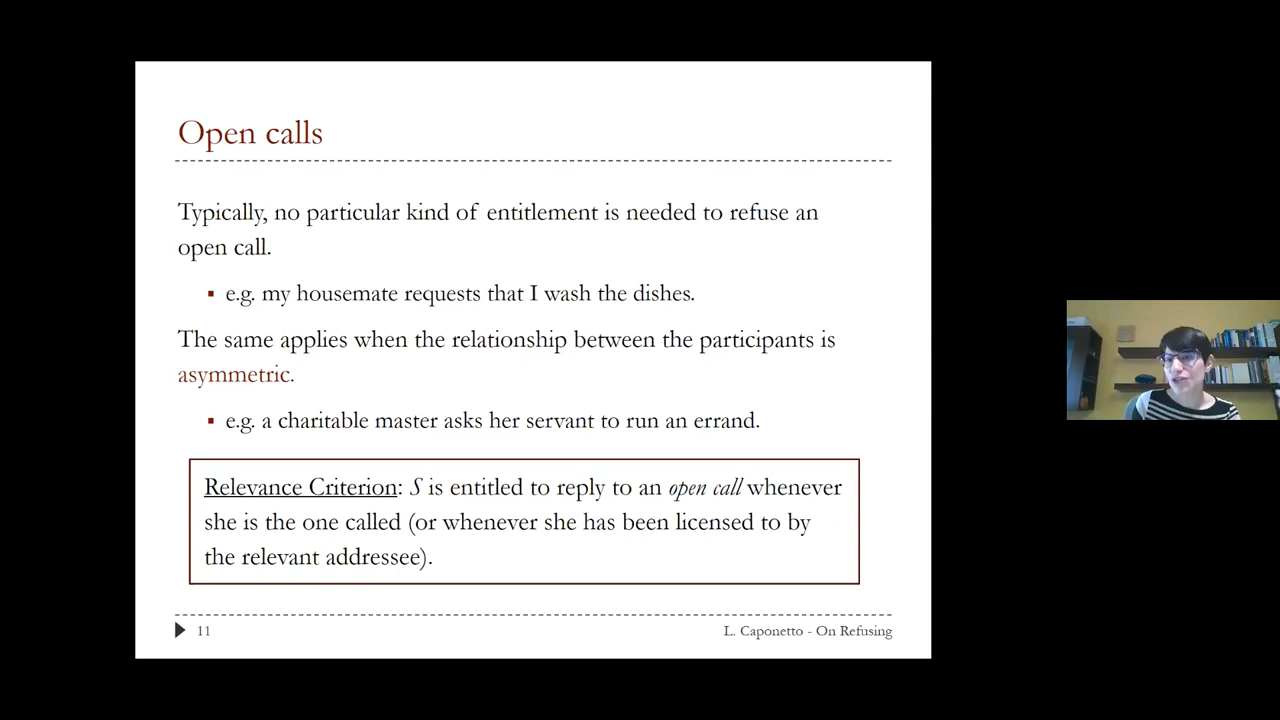 Open calls
Typically, no particular kind of entitlement is needed to refuse an
open call.
▪ e.g. my housemate requests that I wash the dishes.
The same applies when the relationship between the participants is
asymmetric.
▪ e.g. a charitable master asks her servant to run an errand.
Relevance Criterion: S is entitled to reply to an open call whenever
she is the one called (or whenever she has been licensed to by
the relevant addressee).
11
L. Caponetto - On Refusing